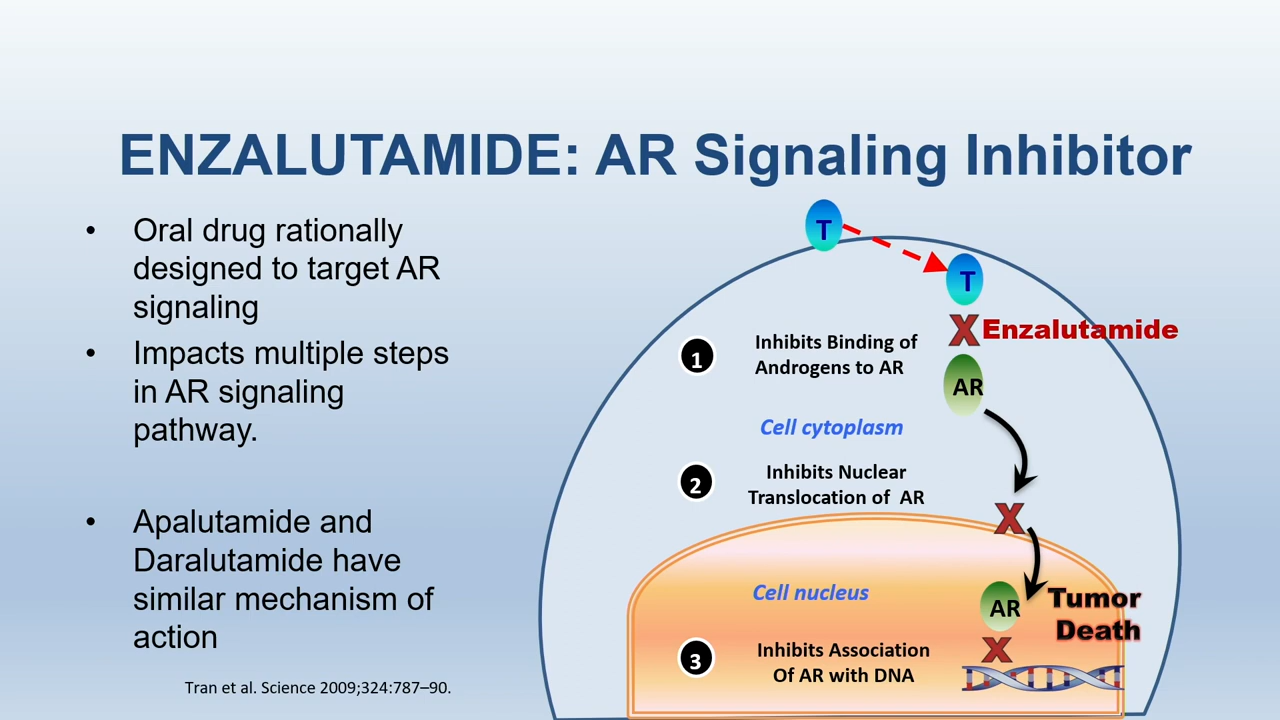 ENZALUTAMIDE: AR Signaling Inhibitor
• Oral drug rationally
designed to target AR
signaling
• Impacts multiple steps
in AR signaling
pathway.
• Apalutamide and
Daralutamide have
similar mechanism of
action
Tran et al. Science 2009;324:787–90.
T
T
X Enzalutamide
1
Inhibits Binding of
Androgens to AR
AR
Cell cytoplasm
2
Inhibits Nuclear
Translocation of AR
X
Cell nucleus
AR
Tumor
Death
3
Inhibits Association
Of AR with DNA
X